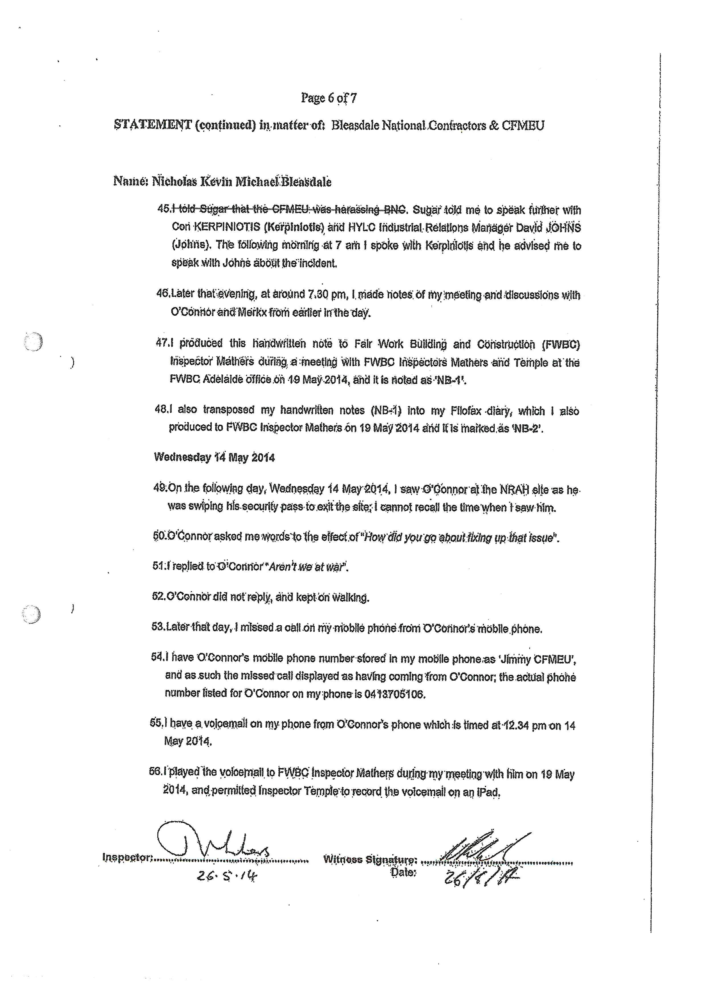 Page 6 of 7
STATEMENT (continued) in matter of: Bleasdale National Contractors & CFMEU
Name: Nicholas Kevin Michael Bleasdale
45.I told Sugar that the CFMEU was harassing BNC. Sugar told me to speak further with
Con KERPINIOTIS (Kerpiniotis) and HYLC Industrial Relations Manager David JOHNS
(Johns). The following morning at 7 am I spoke with Kerpiniotis and he advised me to
speak with Johns about the incident.
46.Later that evening, at around 7.30 pm, I made notes of my meeting and discussions with
O'Connor and Merkx from earlier in the day.
47.I produced this handwritten note to Fair Work Building and Construction (FWBC)
Inspector Mathers during a meeting with FWBC Inspectors Mathers and Temple at the
FWBC Adelaide office on 19 May 2014, and it is noted as 'NB-1'.
48.I also transposed my handwritten notes (NB-1) into my Filofax diary, which I also
produced to FWBC Inspector Mathers on 19 May 2014 and it is marked as 'NB-2'.
Wednesday 14 May 2014
49.On the following day, Wednesday 14 May 2014, I saw O'Connor at the NRAH site as he
was swiping his security pass to exit the site; I cannot recall the time when I saw him.
50.O'Connor asked me words to the effect of "How did you go about fixing up that issue".
51.I replied to O'Connor "Aren't we at war".
52.O'Connor did not reply, and kept on walking.
53.Later that day, I missed a call on my mobile phone from O'Connor's mobile phone.
54.I have O'Connor's mobile phone number stored in my mobile phone as 'Jimmy CFMEU',
and as such the missed call displayed as having coming from O'Connor; the actual phone
number listed for O'Connor on my phone is 0413705106.
55.I have a voicemail on my phone from O'Connor's phone which is timed at 12.34 pm on 14
May 2014.
56.I played the voicemail to FWBC Inspector Mathers during my meeting with him on 19 May
2014, and permitted Inspector Temple to record the voicemail on an iPad.
Inspector: Mathers Witness Signature:
26.5.14 Date: